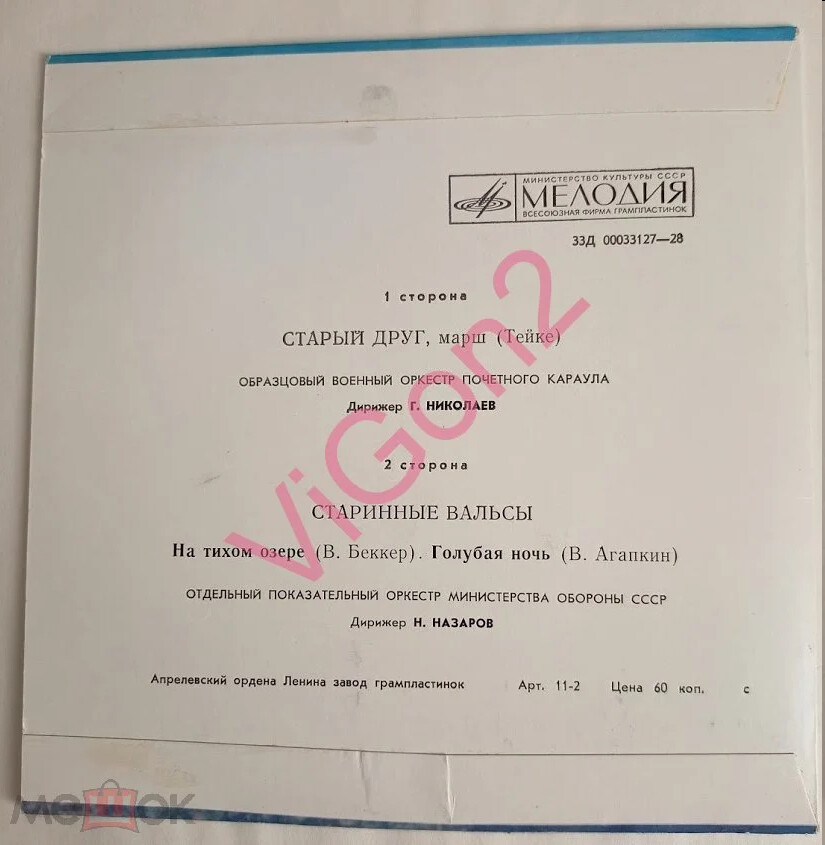 МИНИСТЕРСТВО КУЛЬТУРЫ СССР
МЕЛОДИЯ
ВСЕСОЮЗНАЯ ФИРМА ГРАМПЛАСТИНОК
33Д 00033127—28
1 сторона
СТАРЫЙ ДРУГ, марш (Тейке)
ОБРАЗЦОВЫЙ ВОЕННЫЙ ОРКЕСТР ПОЧЕТНОГО КАРАУЛА
Дирижер Г. НИКОЛАЕВ
2 сторона
СТАРИННЫЕ ВАЛЬСЫ
На тихом озере (В. Беккер). Голубая ночь (В. Агапкин)
ОТДЕЛЬНЫЙ ПОКАЗАТЕЛЬНЫЙ ОРКЕСТР МИНИСТЕРСТВА ОБОРОНЫ СССР
Дирижер Н. НАЗАРОВ
Апрелевский ордена Ленина завод грампластинок Арт. 11-2 Цена 60 коп. с
ViGon2
МЕШОК